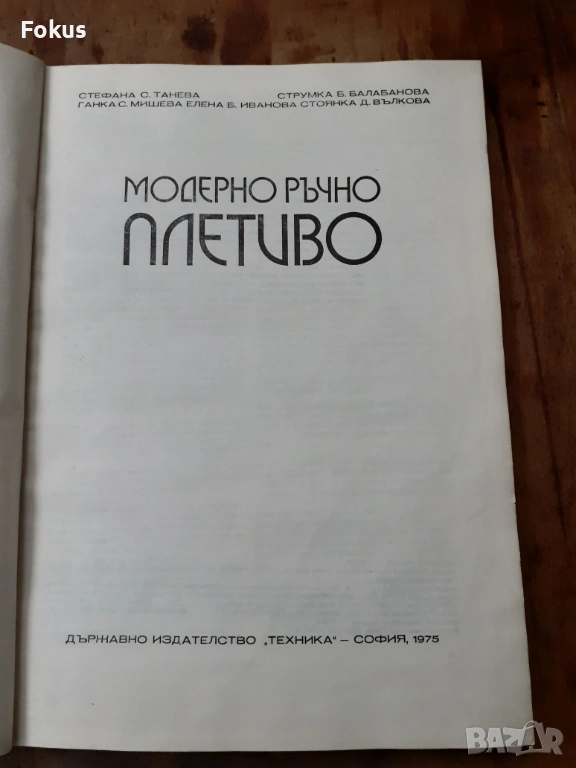 Fokus
СТЕФАНА С. ТАНЕВА СТРУМКА Б. БАЛАБАНОВА
ГАНКА С. МИШЕВА ЕЛЕНА Б. ИВАНОВА СТОЯНКА Д. ВЪЛКОВА
МОДЕРНО РЪЧНО
ПЛЕТИВО
ДЪРЖАВНО ИЗДАТЕЛСТВО „ТЕХНИКА“ – СОФИЯ, 1975
BAZAR